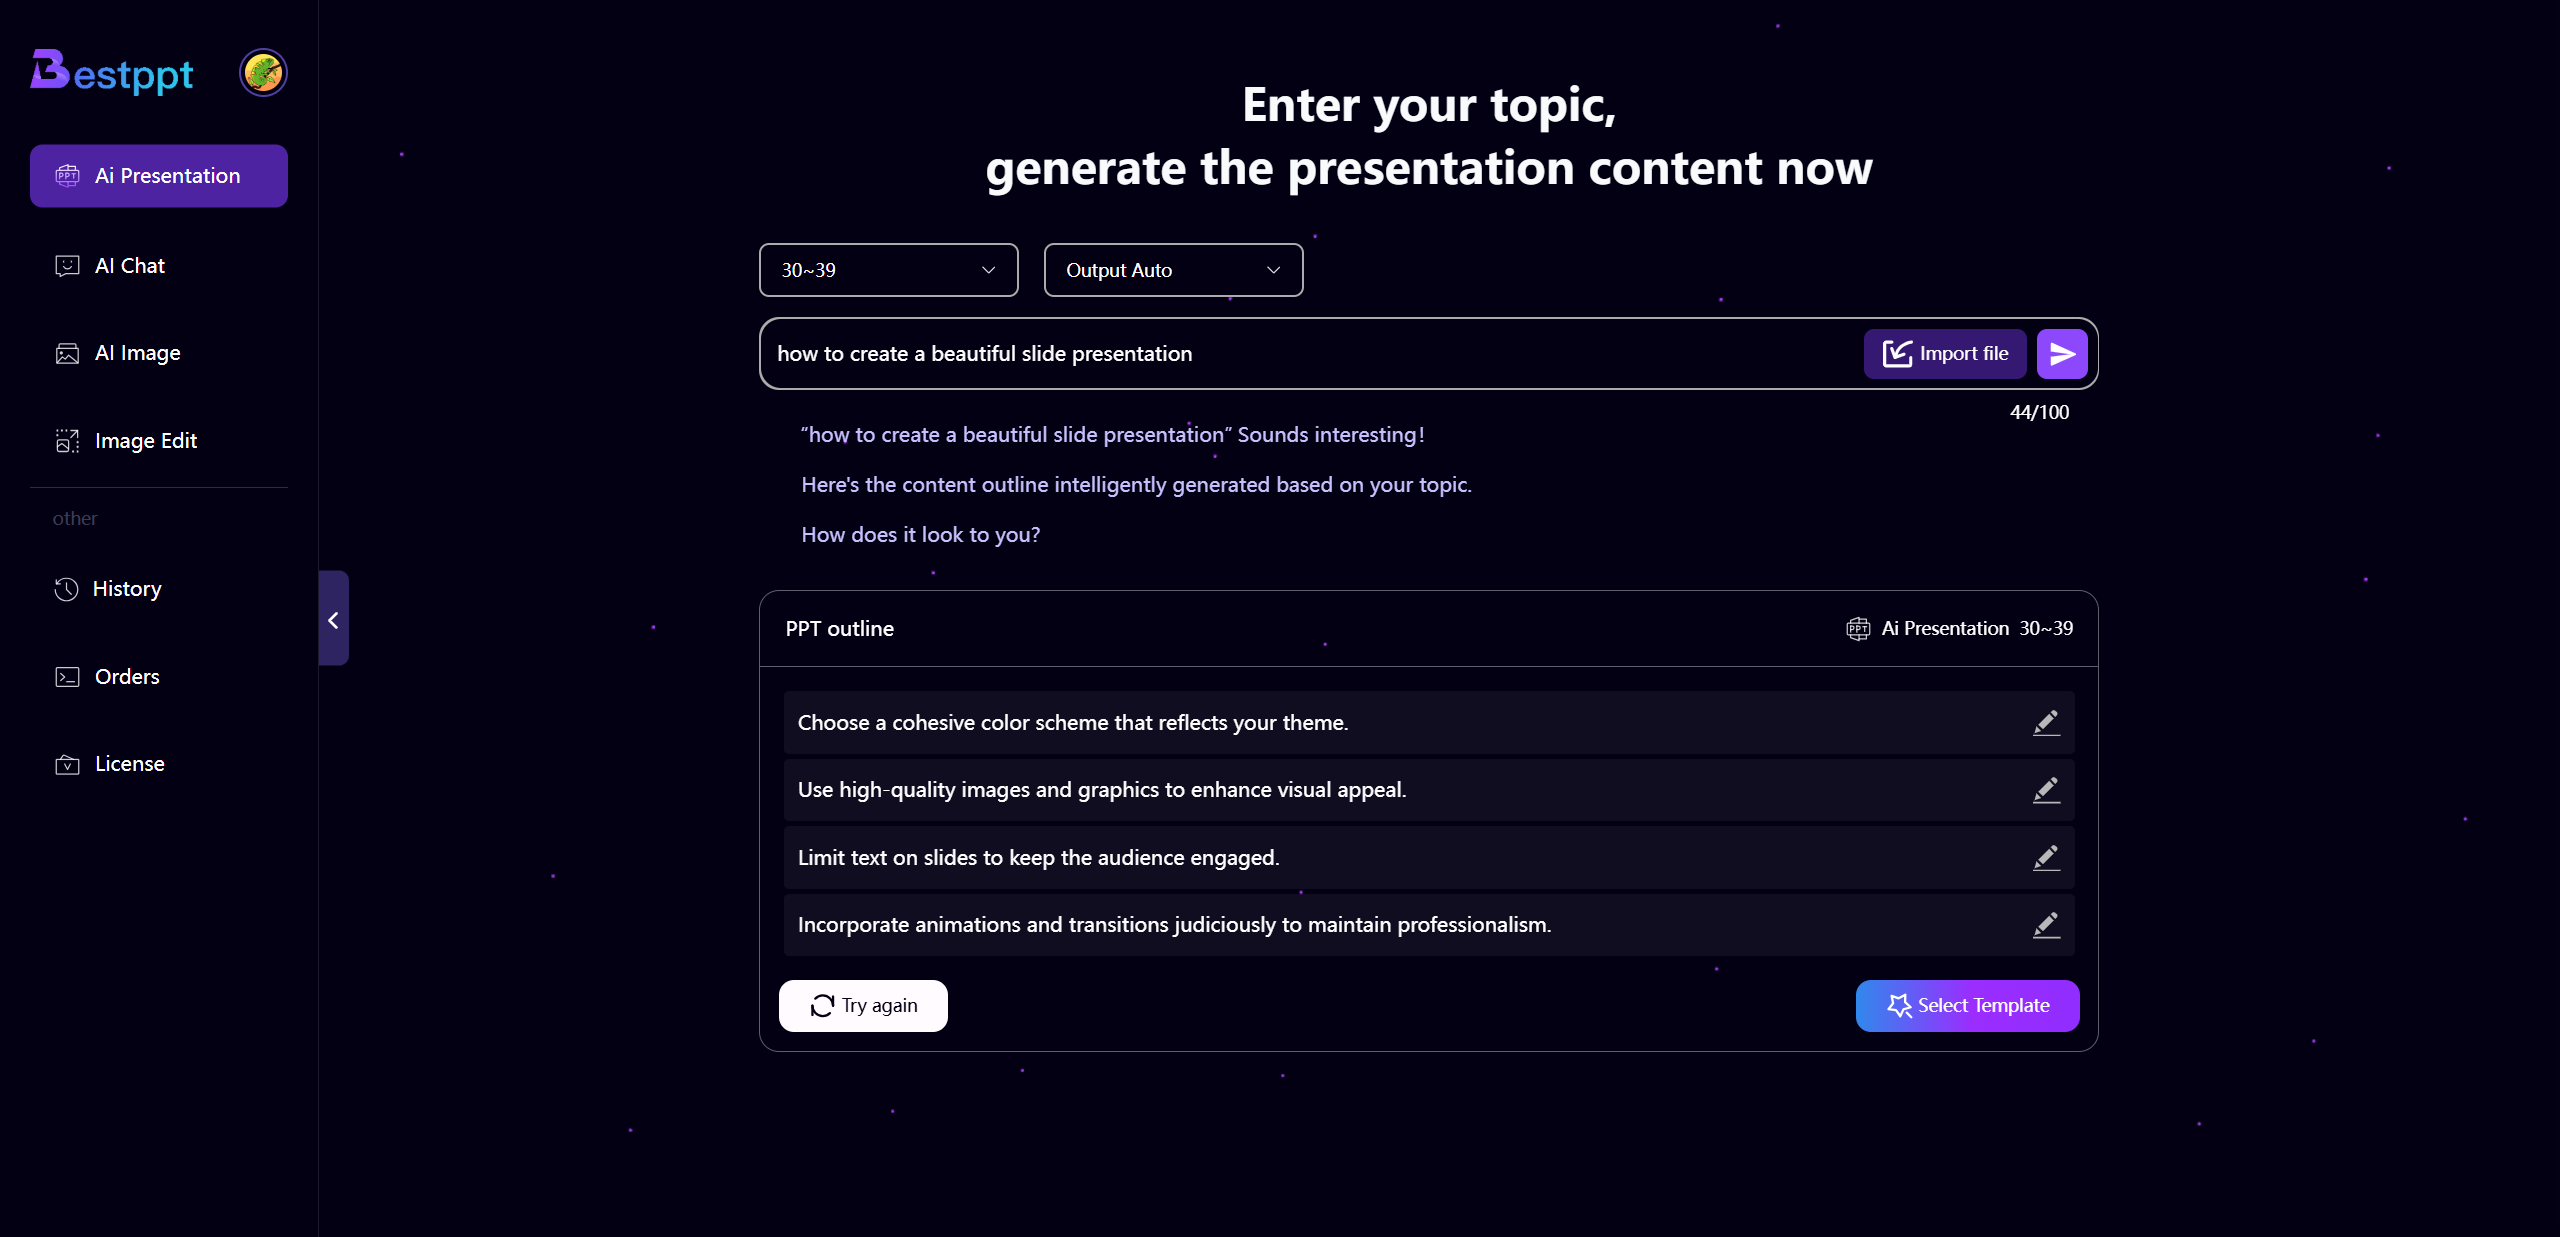 Bestppt
Ai Presentation
AI Chat
AI Image
Image Edit
other
History
Orders
License
Enter your topic,
generate the presentation content now
30~39
Output Auto
how to create a beautiful slide presentation
Import file
44/100
“how to create a beautiful slide presentation” Sounds interesting!
Here's the content outline intelligently generated based on your topic.
How does it look to you?
PPT outline
PPT Ai Presentation 30~39
Choose a cohesive color scheme that reflects your theme.
Use high-quality images and graphics to enhance visual appeal.
Limit text on slides to keep the audience engaged.
Incorporate animations and transitions judiciously to maintain professionalism.
Try again
Select Template